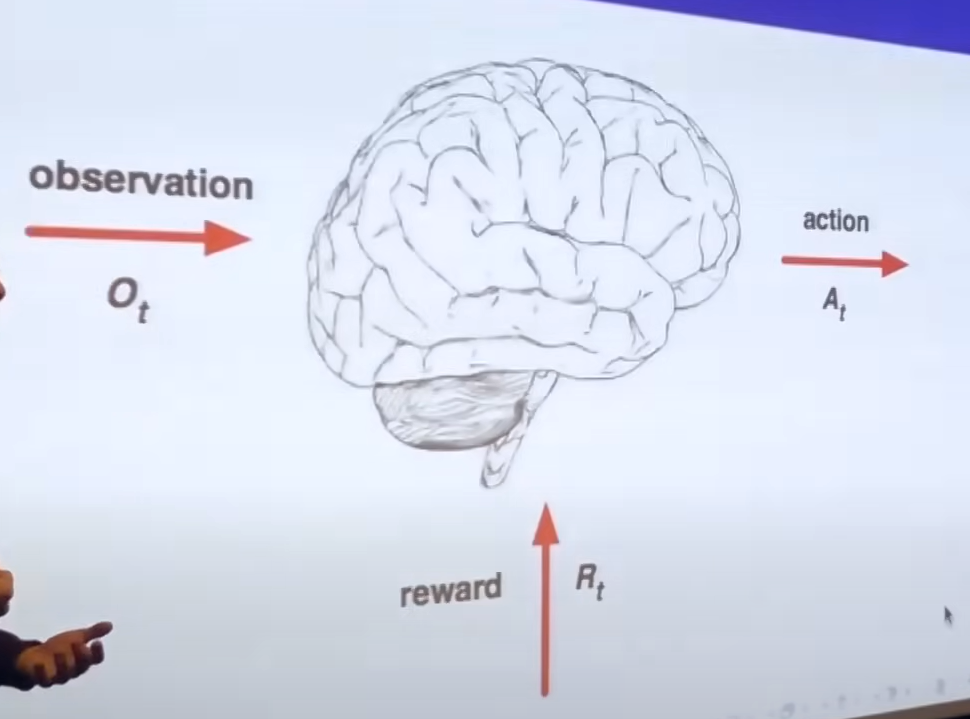 observation
O_t
action
A_t
reward
R_t